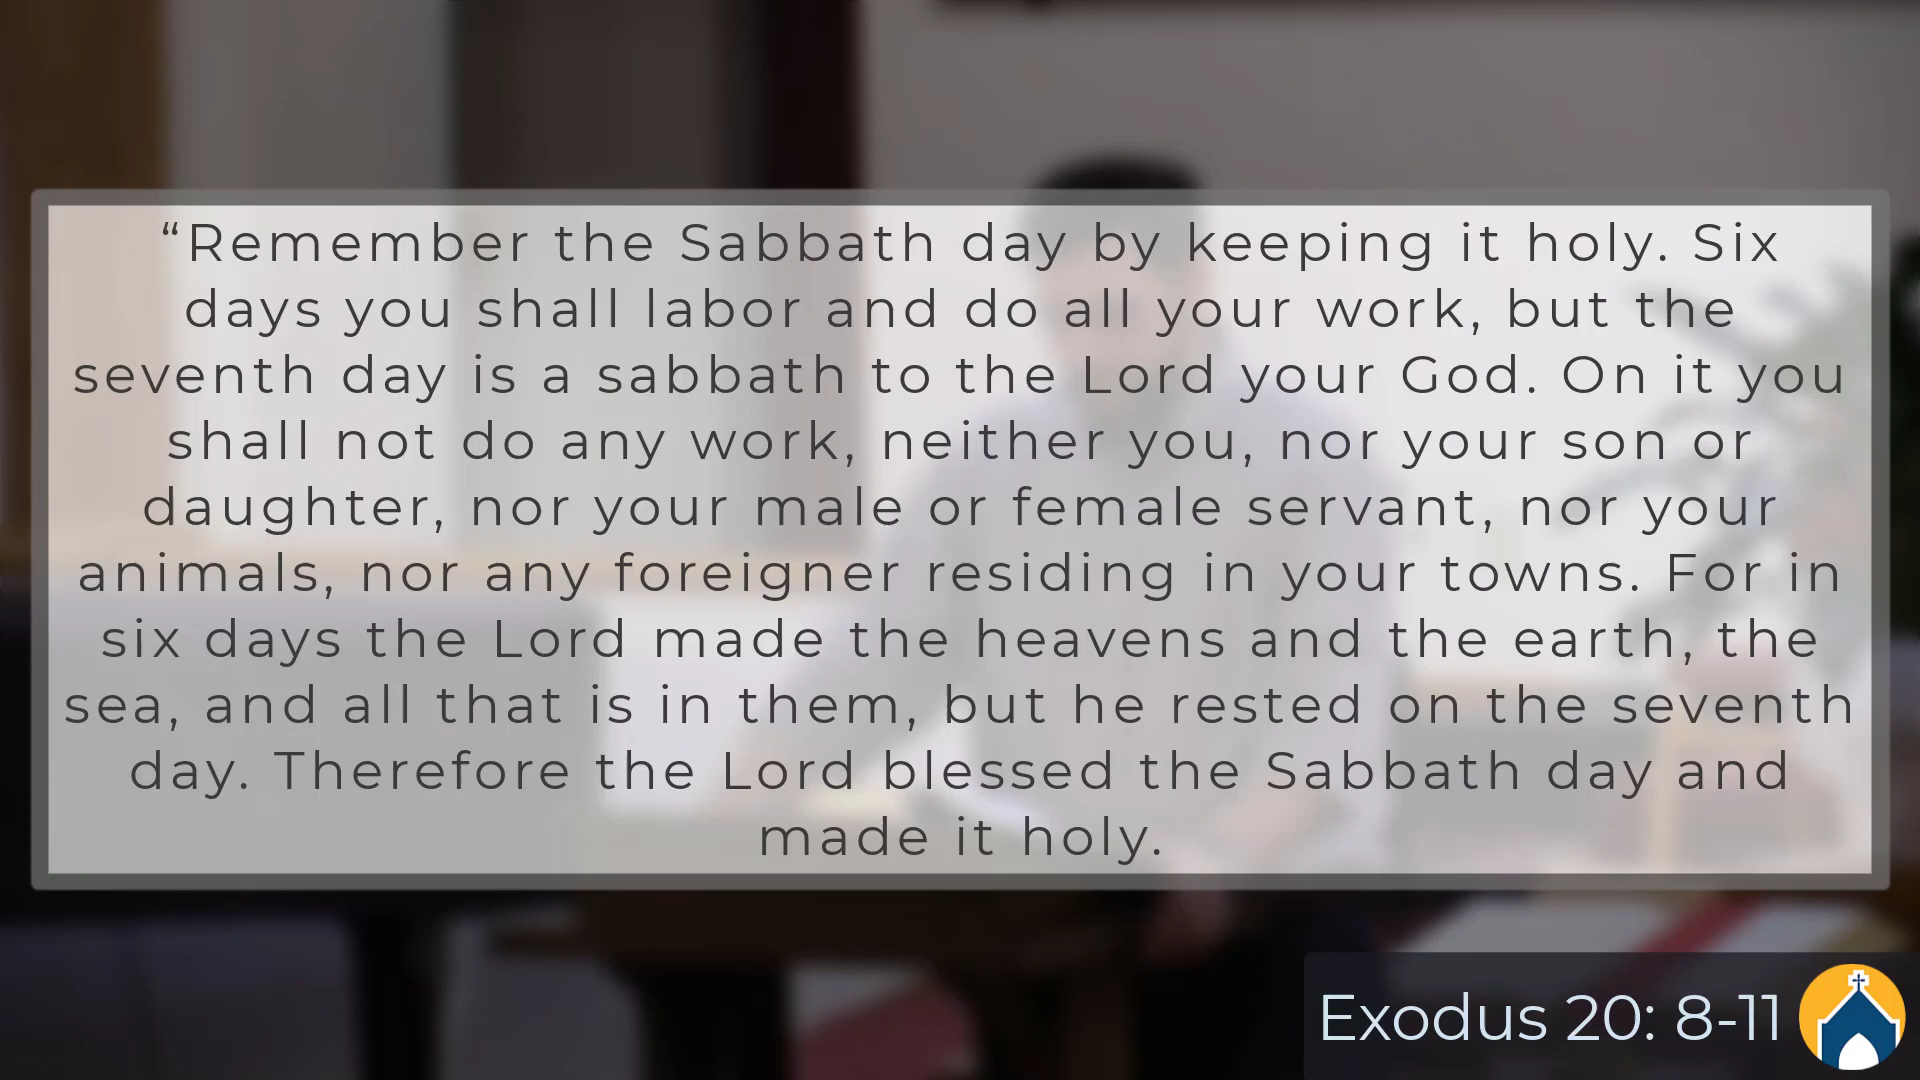 “Remember the Sabbath day by keeping it holy. Six
days you shall labor and do all your work, but the
seventh day is a sabbath to the Lord your God. On it you
shall not do any work, neither you, nor your son or
daughter, nor your male or female servant, nor your
animals, nor any foreigner residing in your towns. For in
six days the Lord made the heavens and the earth, the
sea, and all that is in them, but he rested on the seventh
day. Therefore the Lord blessed the Sabbath day and
made it holy.
Exodus 20: 8-11